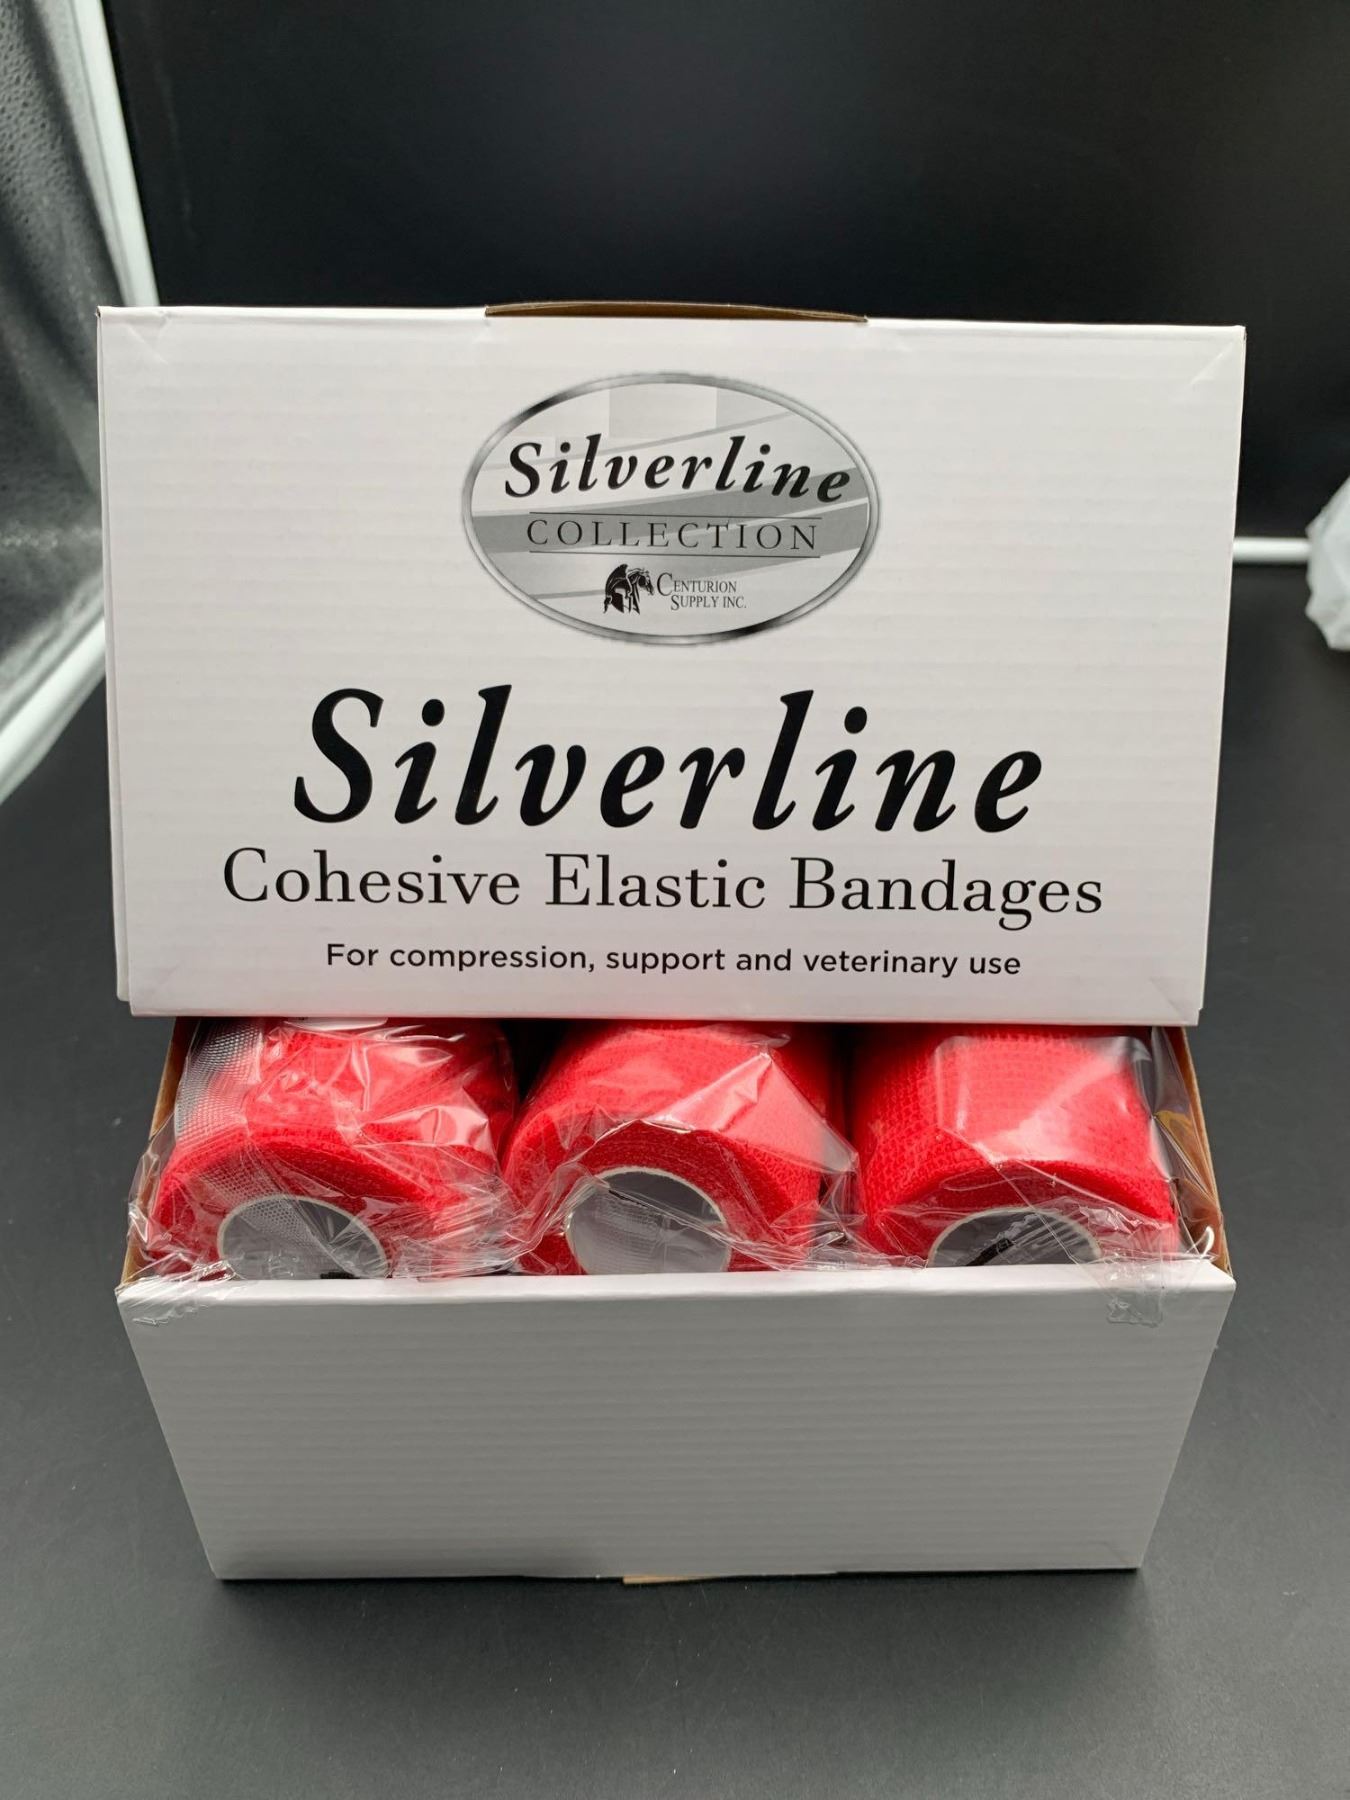 Silverline
COLLECTION
CENTURION
SUPPLY INC.
Silverline
Cohesive Elastic Bandages
For compression, support and veterinary use